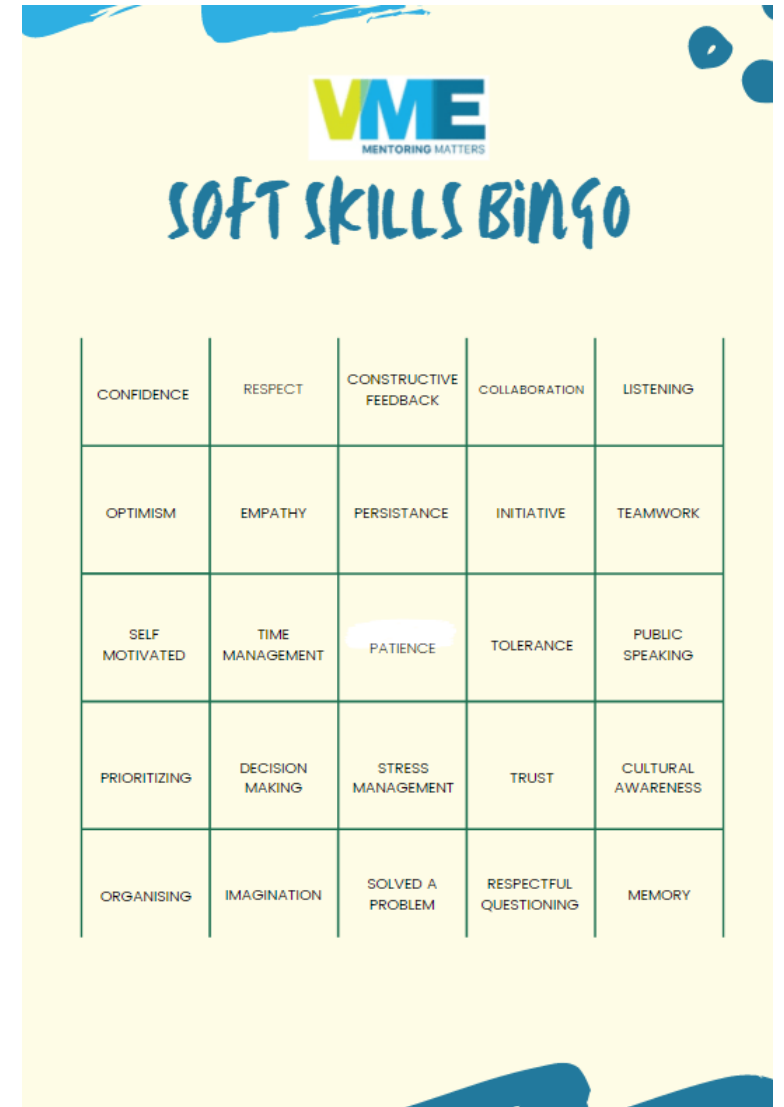 VME
MENTORING MATTERS
SOFT SKILLS BiNGO
CONFIDENCE
RESPECT
CONSTRUCTIVE
FEEDBACK
COLLABORATION
LISTENING
OPTIMISM
EMPATHY
PERSISTANCE
INITIATIVE
TEAMWORK
SELF
MOTIVATED
TIME
MANAGEMENT
PATIENCE
TOLERANCE
PUBLIC
SPEAKING
PRIORITIZING
DECISION
MAKING
STRESS
MANAGEMENT
TRUST
CULTURAL
AWARENESS
ORGANISING
IMAGINATION
SOLVED A
PROBLEM
RESPECTFUL
QUESTIONING
MEMORY